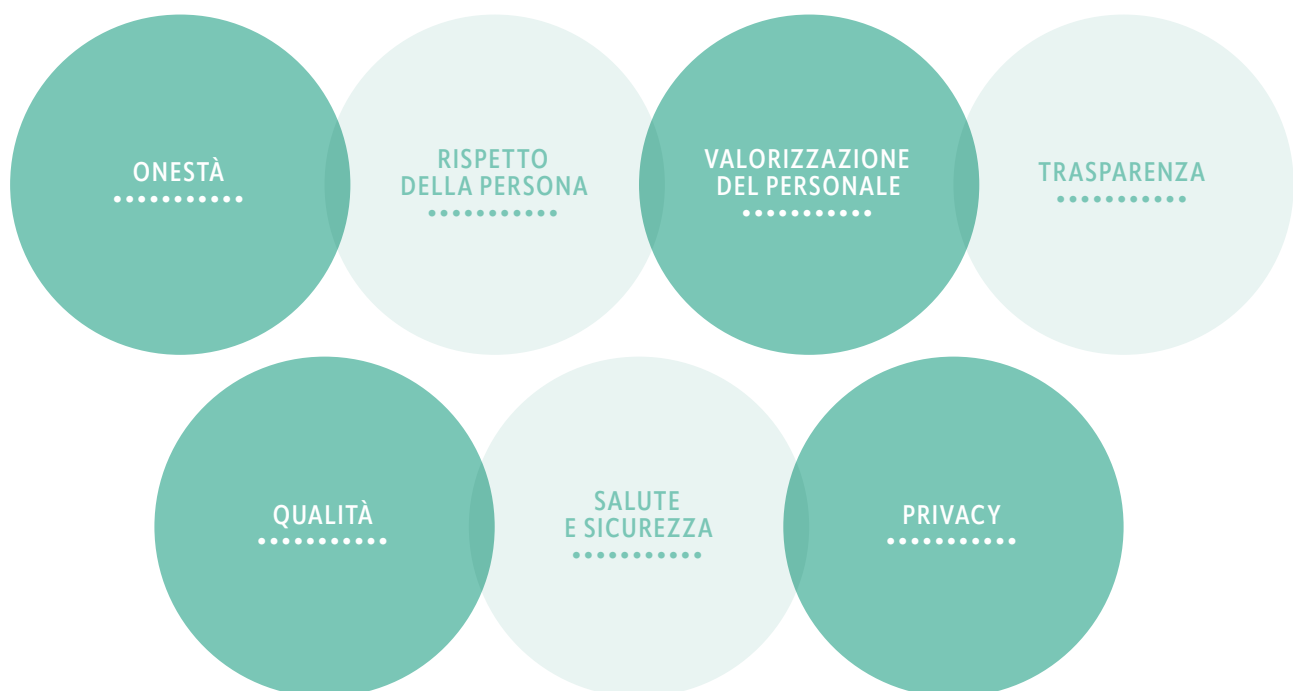 ONESTÀ
RISPETTO
DELLA PERSONA
VALORIZZAZIONE
DEL PERSONALE
TRASPARENZA
QUALITÀ
SALUTE
E SICUREZZA
PRIVACY